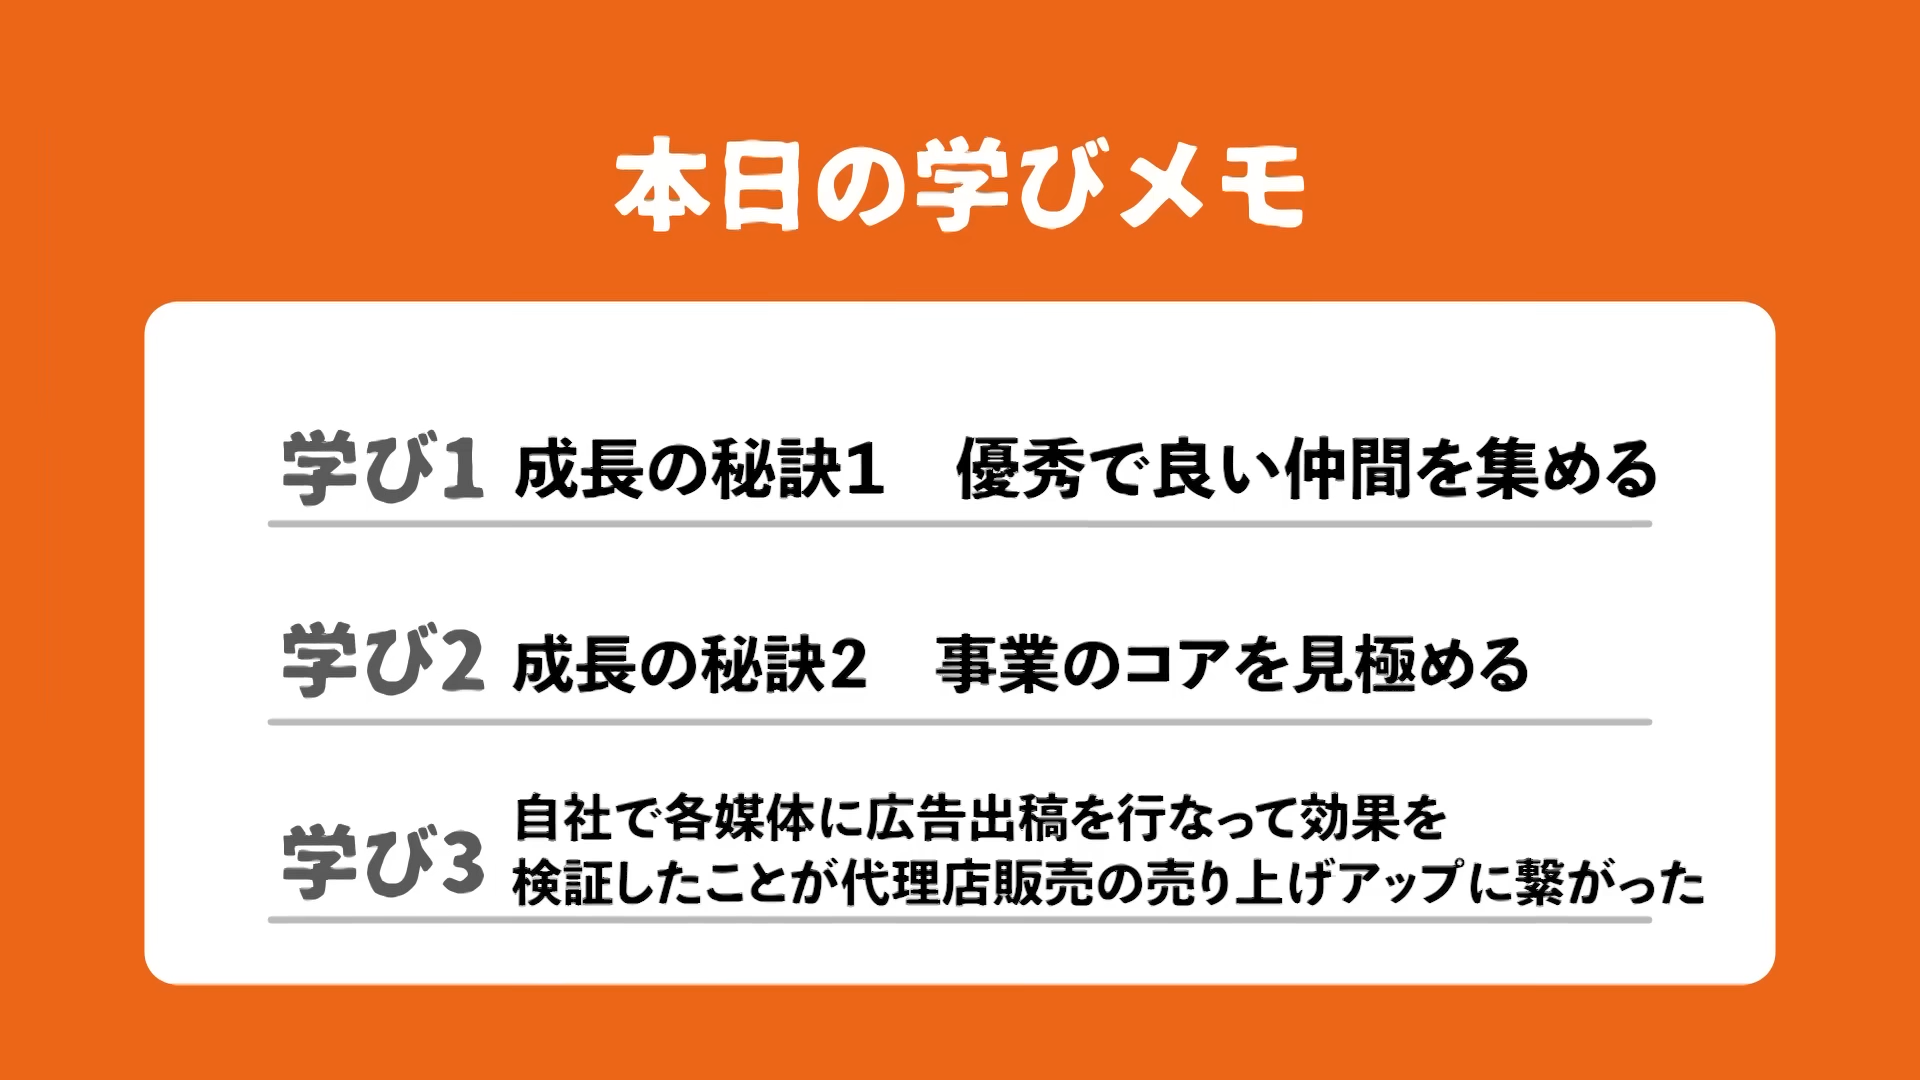 本日の学びメモ
学び1 成長の秘訣1　優秀で良い仲間を集める
学び2 成長の秘訣2　事業のコアを見極める
学び3 自社で各媒体に広告出稿を行なって効果を
検証したことが代理店販売の売り上げアップに繋がった